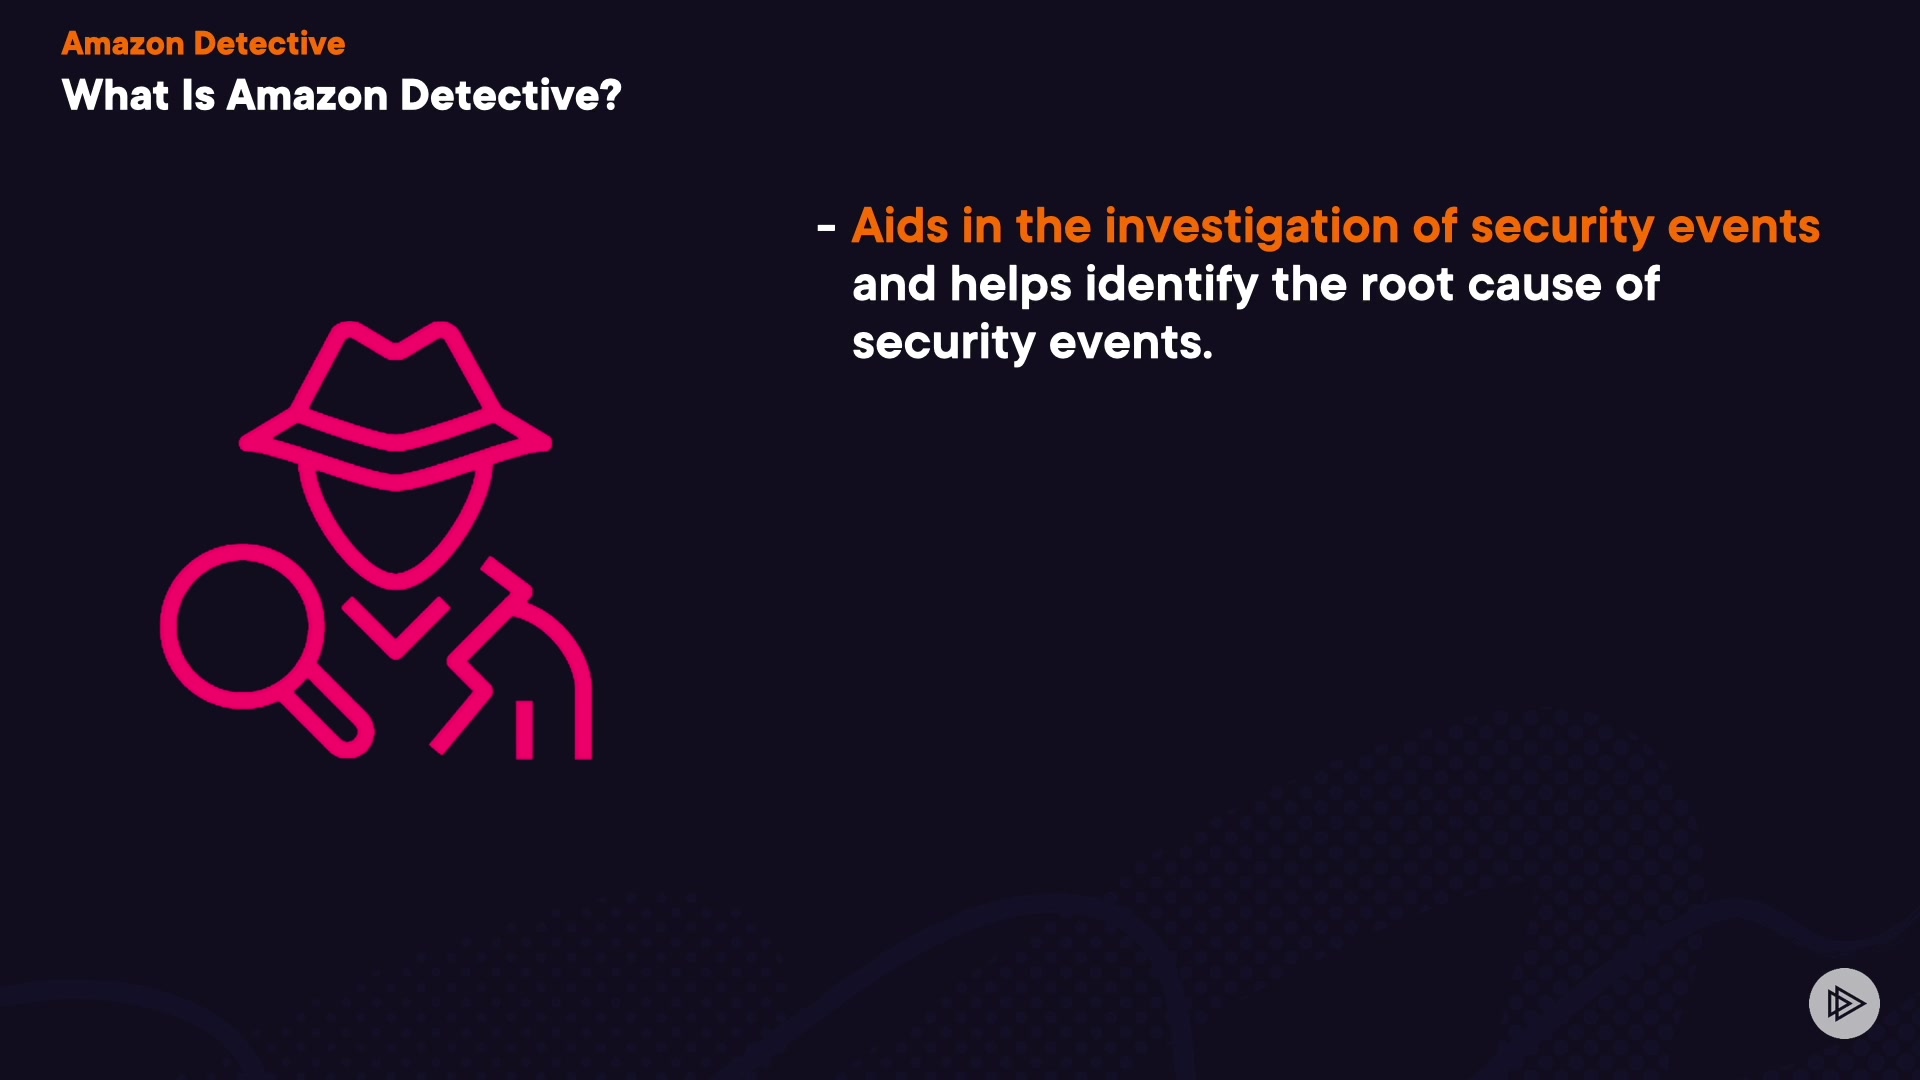 Amazon Detective
What Is Amazon Detective?
- Aids in the investigation of security events
and helps identify the root cause of
security events.